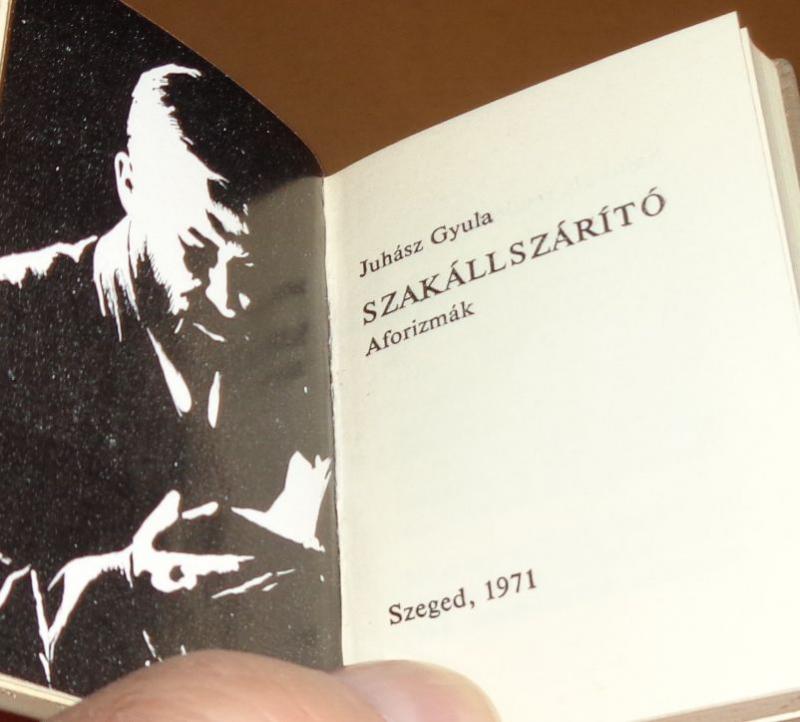 Juhász Gyula
SZAKÁLLSZÁRÍTÓ
Aforizmák
Szeged, 1971